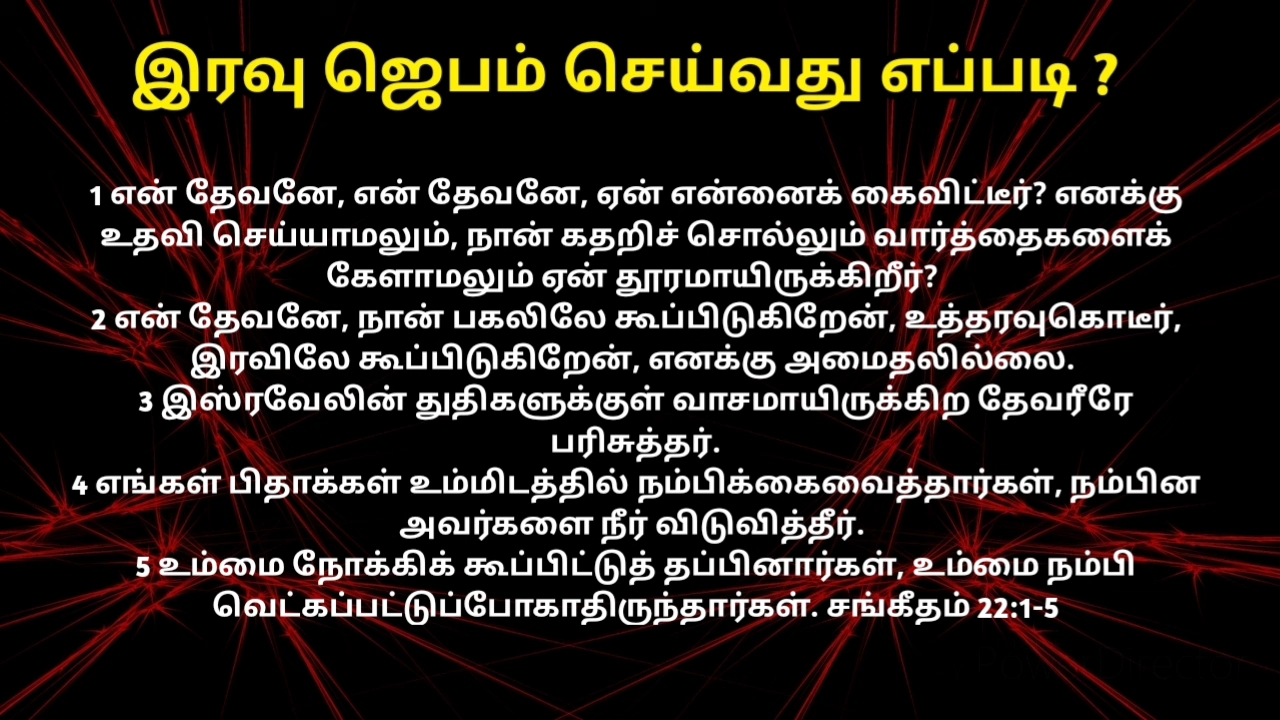 இரவு ஜெபம் செய்வது எப்படி ?
1 என் தேவனே, என் தேவனே, ஏன் என்னைக் கைவிட்டீர்? எனக்கு
உதவி செய்யாமலும், நான் கதறிச் சொல்லும் வார்த்தைகளைக்
கேளாமலும் ஏன் தூரமாயிருக்கிறீர்?
2 என் தேவனே, நான் பகலிலே கூப்பிடுகிறேன், உத்தரவுகொடீர்,
இரவிலே கூப்பிடுகிறேன், எனக்கு அமைதலில்லை.
3 இஸ்ரவேலின் துதிகளுக்குள் வாசமாயிருக்கிற தேவரீரே
பரிசுத்தர்.
4 எங்கள் பிதாக்கள் உம்மிடத்தில் நம்பிக்கைவைத்தார்கள், நம்பின
அவர்களை நீர் விடுவித்தீர்.
5 உம்மை நோக்கிக் கூப்பிட்டுத் தப்பினார்கள், உம்மை நம்பி
வெட்கப்பட்டுப்போகாதிருந்தார்கள். சங்கீதம் 22:1-5